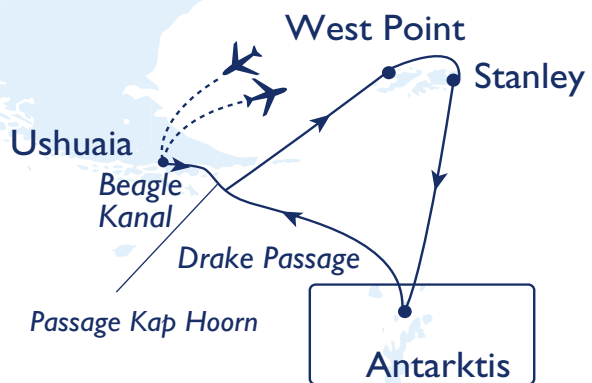 West Point
Stanley
Ushuaia
Beagle
Kanal
Drake Passage
Passage Kap Hoorn
Antarktis